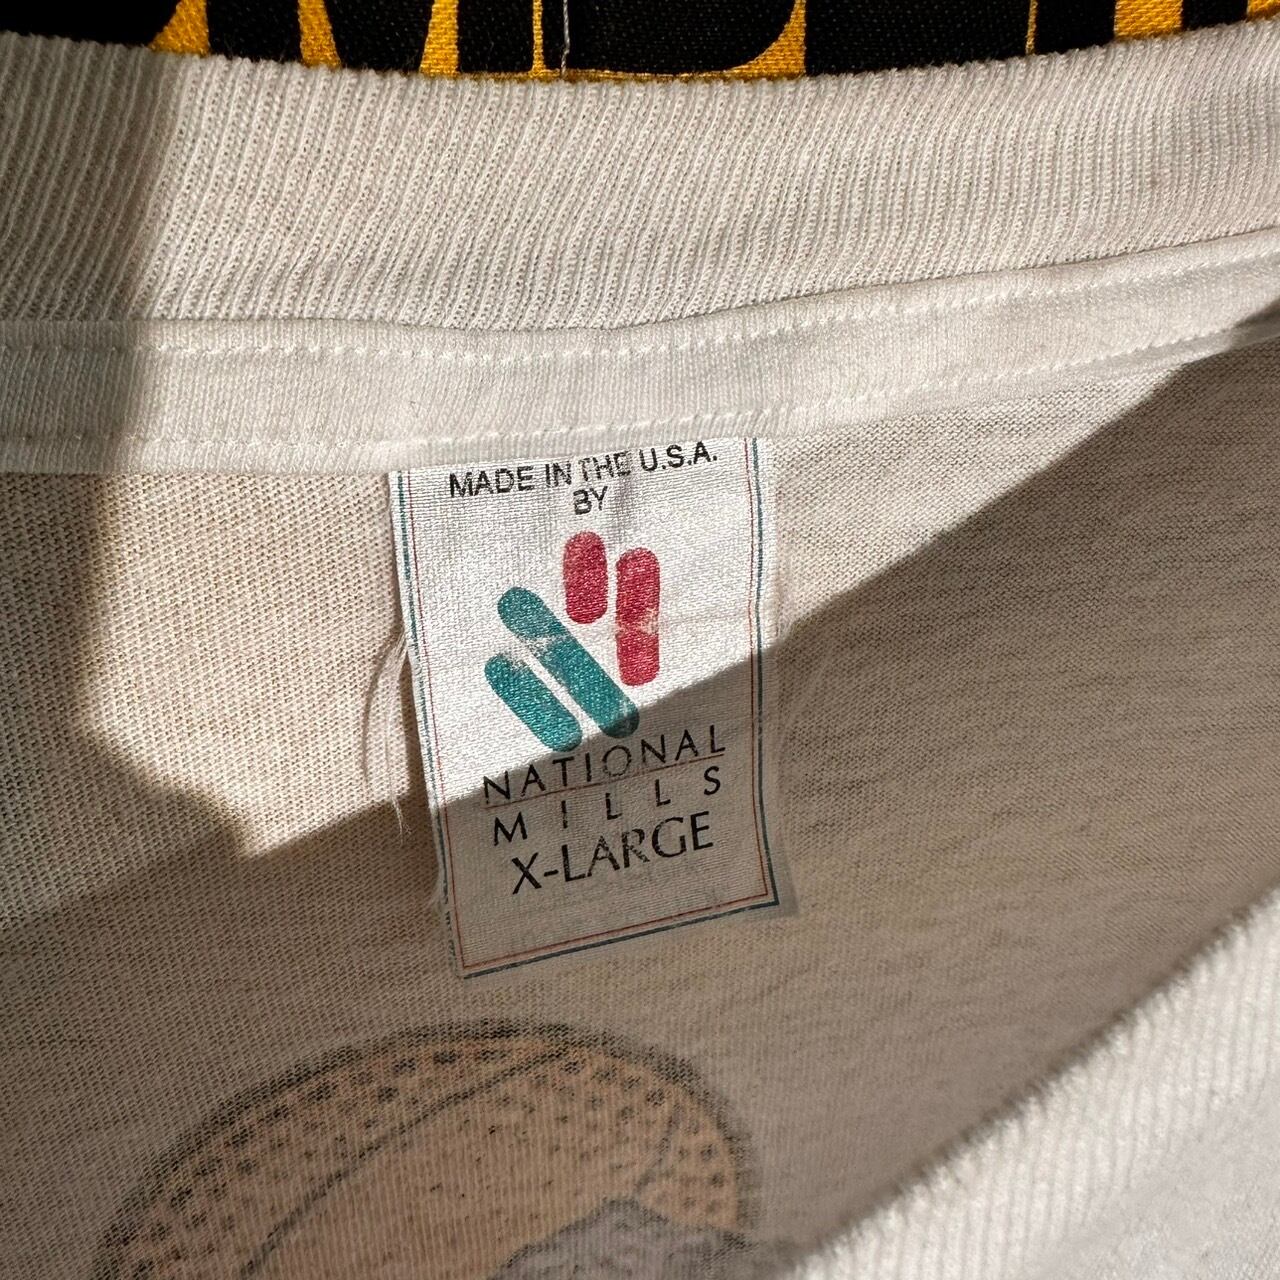 MADE IN THE U.S.A.
BY
NATIONAL
MILLS
X-LARGE